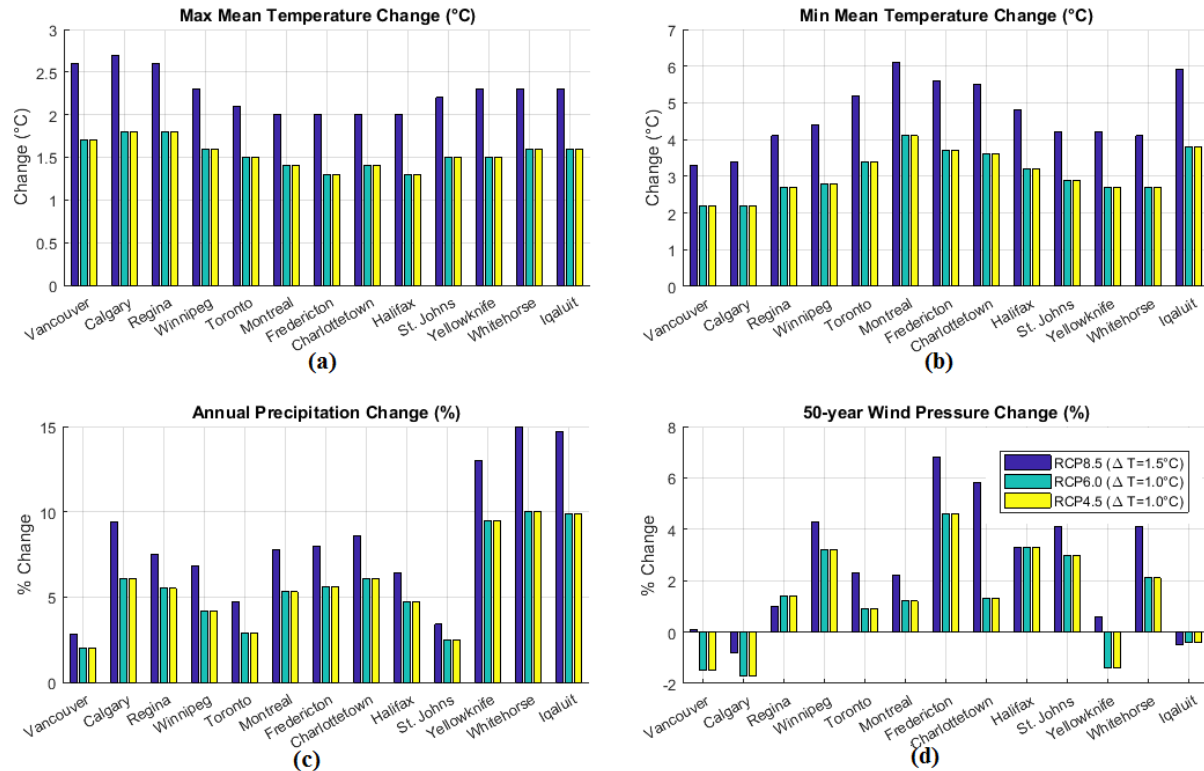 Max Mean Temperature Change (°C)
3
2.5
2
1.5
1
0.5
0
Change (°C)
Vancouver
Calgary
Regina
Winnipeg
Toronto
Montreal
Fredericton
Charlottetown
Halifax
St. Johns
Yellowknife
Whitehorse
Iqaluit
(a)
Min Mean Temperature Change (°C)
7
6
5
4
3
2
1
0
Change (°C)
Vancouver
Calgary
Regina
Winnipeg
Toronto
Montreal
Fredericton
Charlottetown
Halifax
St. Johns
Yellowknife
Whitehorse
Iqaluit
(b)
Annual Precipitation Change (%)
15
10
5
0
% Change
Vancouver
Calgary
Regina
Winnipeg
Toronto
Montreal
Fredericton
Charlottetown
Halifax
St. Johns
Yellowknife
Whitehorse
Iqaluit
(c)
50-year Wind Pressure Change (%)
8
6
4
2
0
-2
% Change
RCP8.5 (Δ T=1.5°C)
RCP6.0 (Δ T=1.0°C)
RCP4.5 (Δ T=1.0°C)
Vancouver
Calgary
Regina
Winnipeg
Toronto
Montreal
Fredericton
Charlottetown
Halifax
St. Johns
Yellowknife
Whitehorse
Iqaluit
(d)